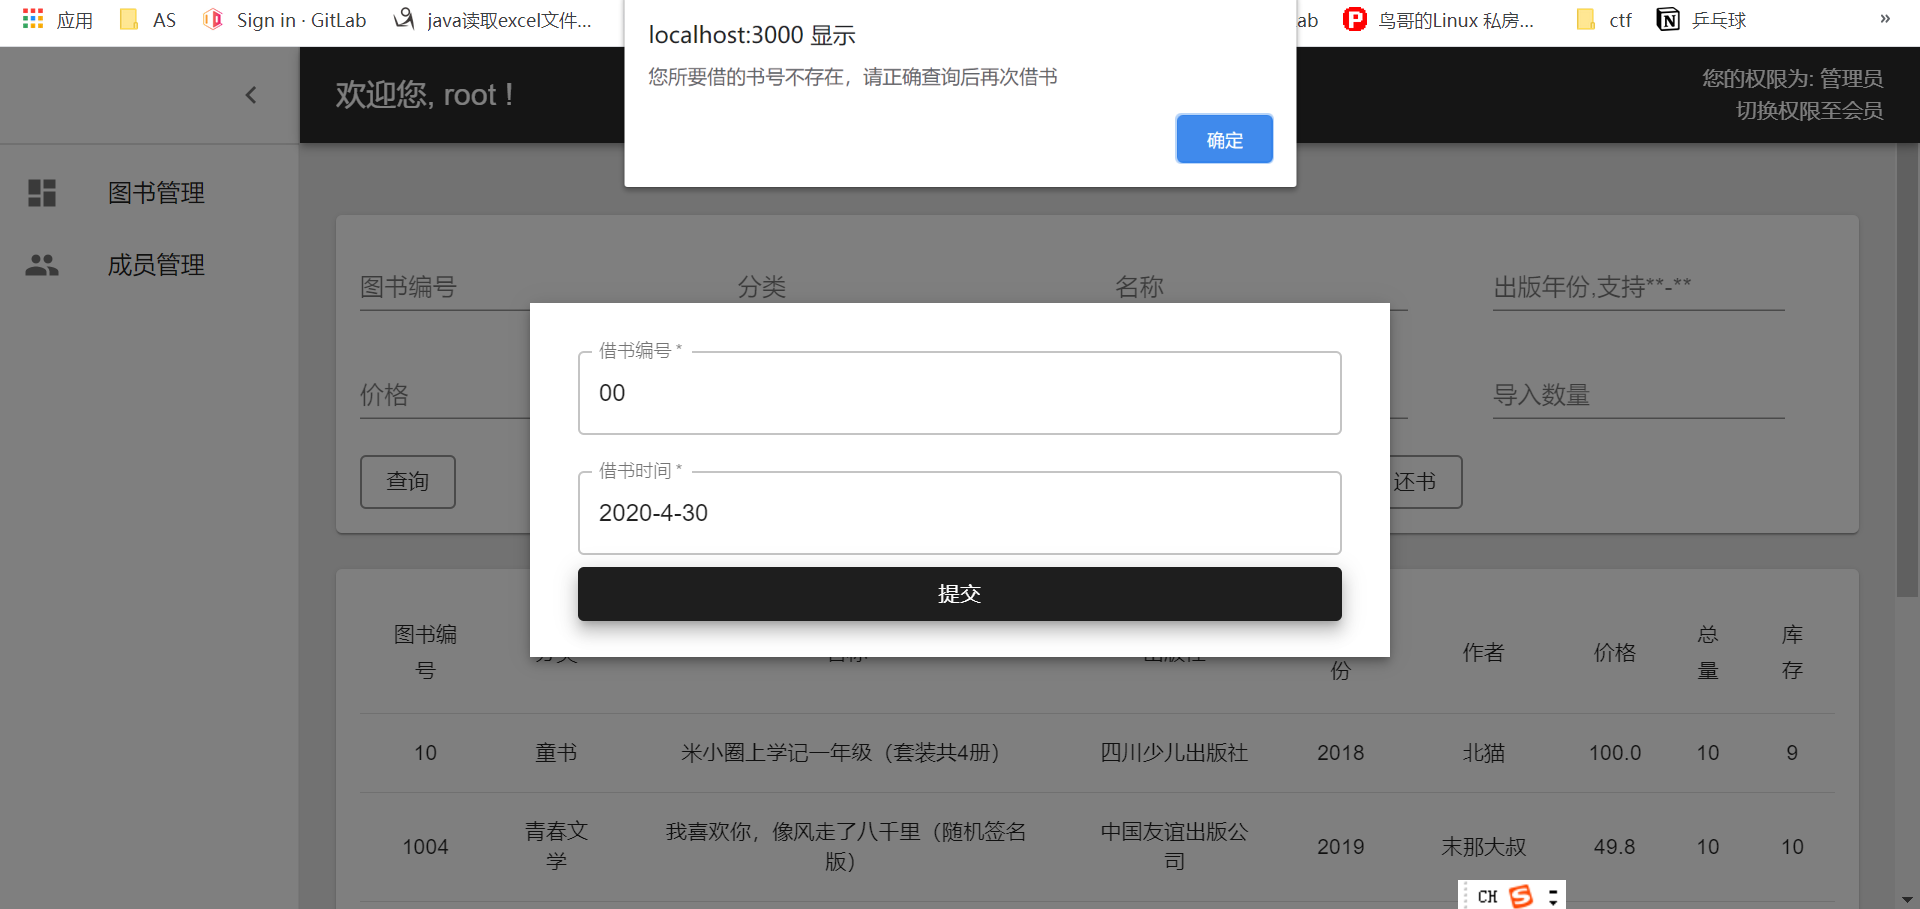 应用
AS
Sign in · GitLab
java读取excel文件...
ab
鸟哥的Linux 私房...
ctf
乒乓球
»
localhost:3000 显示
您所要借的书号不存在，请正确查询后再次借书
确定
欢迎您, root !
您的权限为: 管理员
切换权限至会员
图书管理
成员管理
图书编号
分类
名称
出版年份,支持**-**
价格
导入数量
查询
还书
借书编号 *
00
借书时间 *
2020-4-30
提交
图书编
号
份
作者
价格
总
量
库
存
10
童书
米小圈上学记一年级（套装共4册）
四川少儿出版社
2018
北猫
100.0
10
9
1004
青春文
学
我喜欢你，像风走了八千里（随机签名
版）
中国友谊出版公
司
2019
末那大叔
49.8
10
10
CH